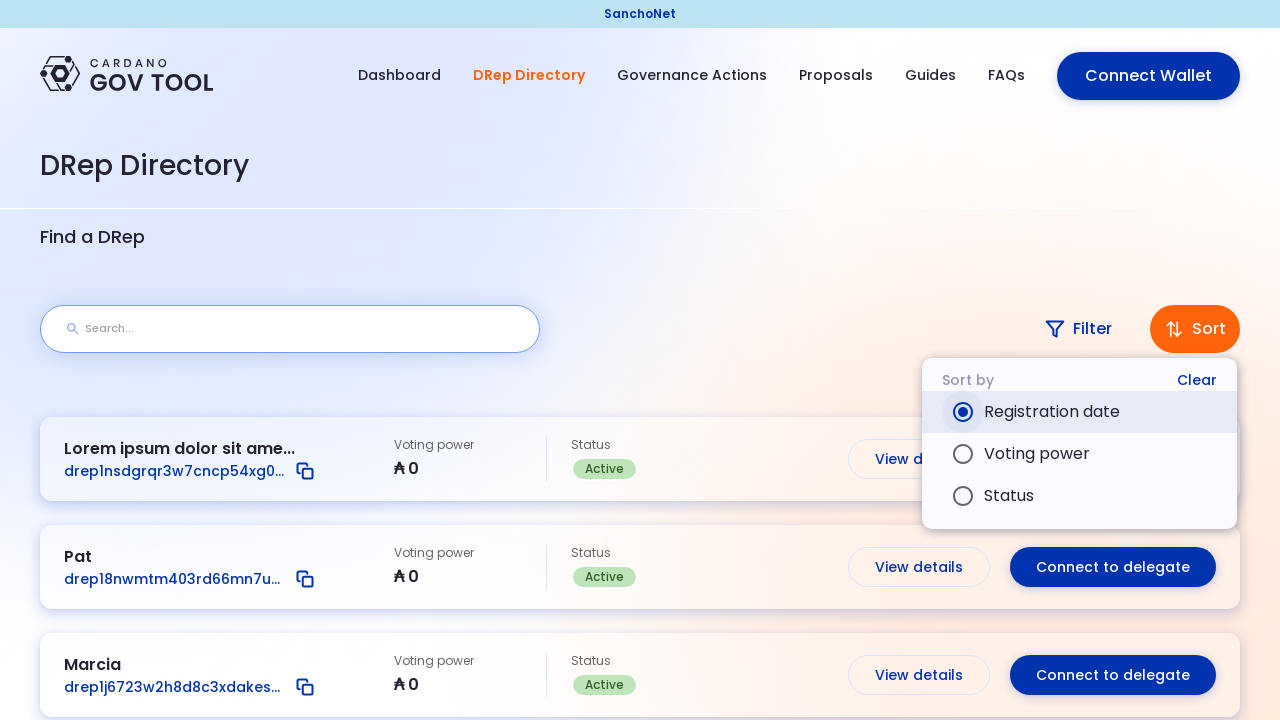 SanchoNet
CARDANO
GOV TOOL
Dashboard
DRep Directory
Governance Actions
Proposals
Guides
FAQs
Connect Wallet
DRep Directory
Find a DRep
Search...
Filter
Sort
Sort by
Clear
Registration date
Voting power
Status
Lorem ipsum dolor sit ame...
drep1nsdgrqr3w7cncp54xg0...
Voting power
₳ 0
Status
Active
View d
Pat
drep18nwmtm403rd66mn7u...
Voting power
₳ 0
Status
Active
View details
Connect to delegate
Marcia
drep1j6723w2h8d8c3xdakes...
Voting power
₳ 0
Status
Active
View details
Connect to delegate